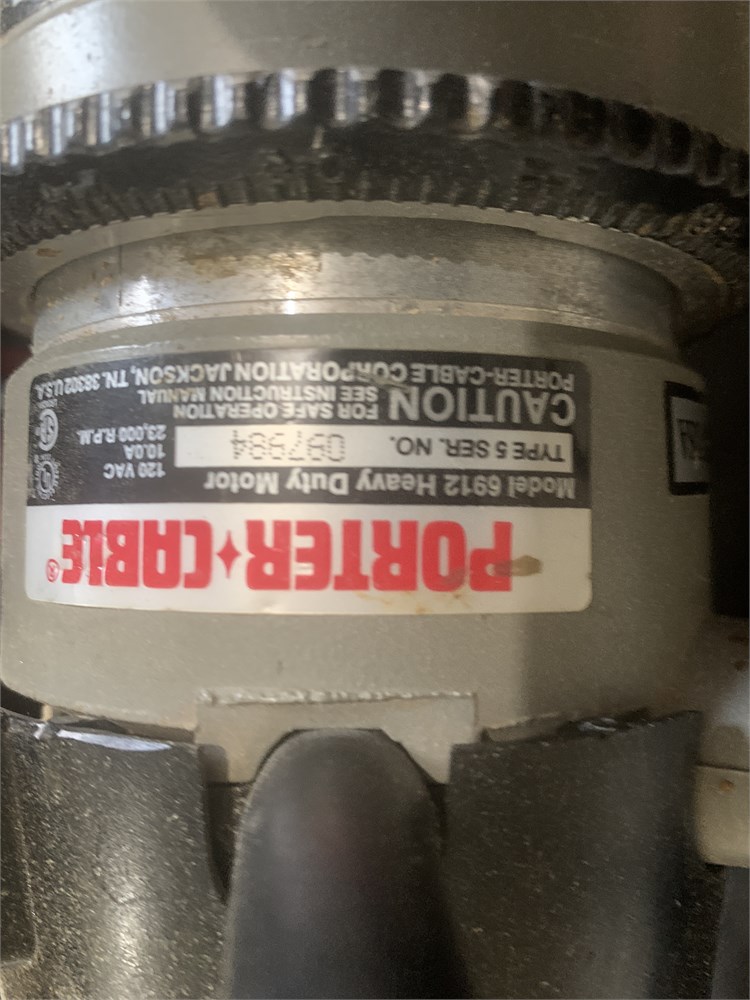 PORTER+CABLE®
Model 6912 Heavy Duty Motor
TYPE 5 SER. NO. 097984
120 VAC
10.0A
23,000 R.P.M.
CAUTION FOR SAFE OPERATION
SEE INSTRUCTION MANUAL
PORTER-CABLE CORPORATION JACKSON, TN. 38302 U.S.A.